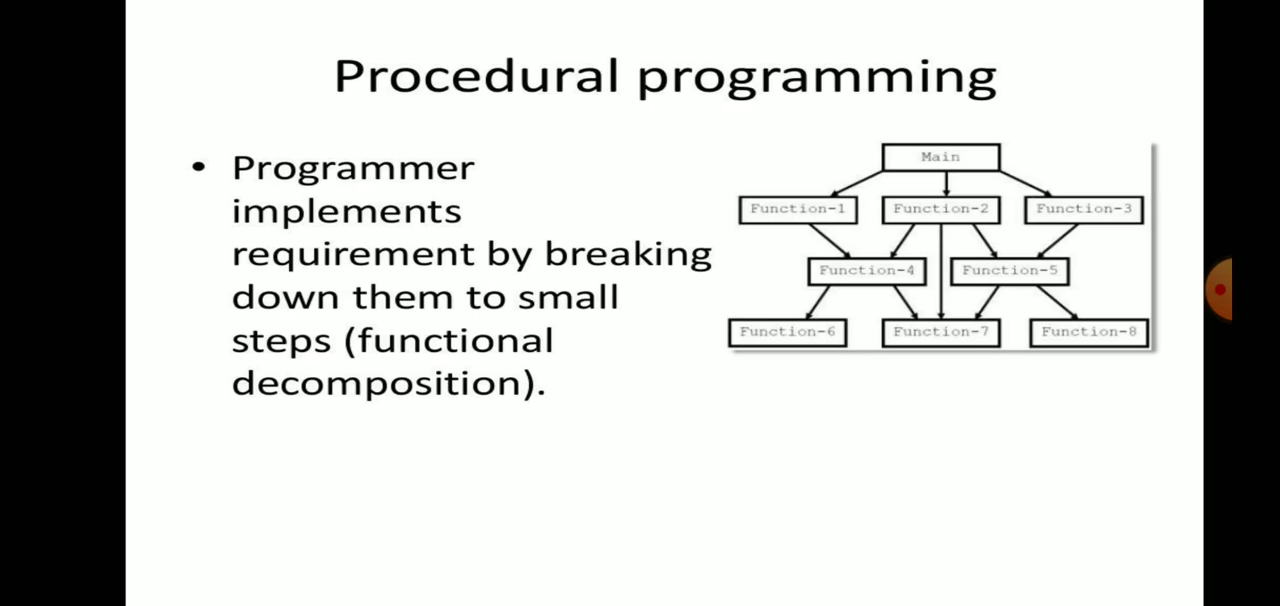 Procedural programming
• Programmer
implements
requirement by breaking
down them to small
steps (functional
decomposition).
Main
Function-1
Function-2
Function-3
Function-4
Function-5
Function-6
Function-7
Function-8